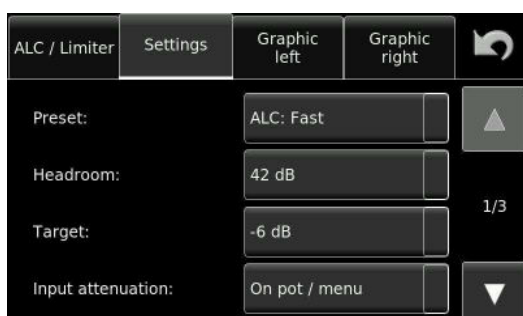 ALC / Limiter
Settings
Graphic
left
Graphic
right
Preset:
ALC: Fast
Headroom:
42 dB
1/3
Target:
-6 dB
Input attenuation:
On pot / menu